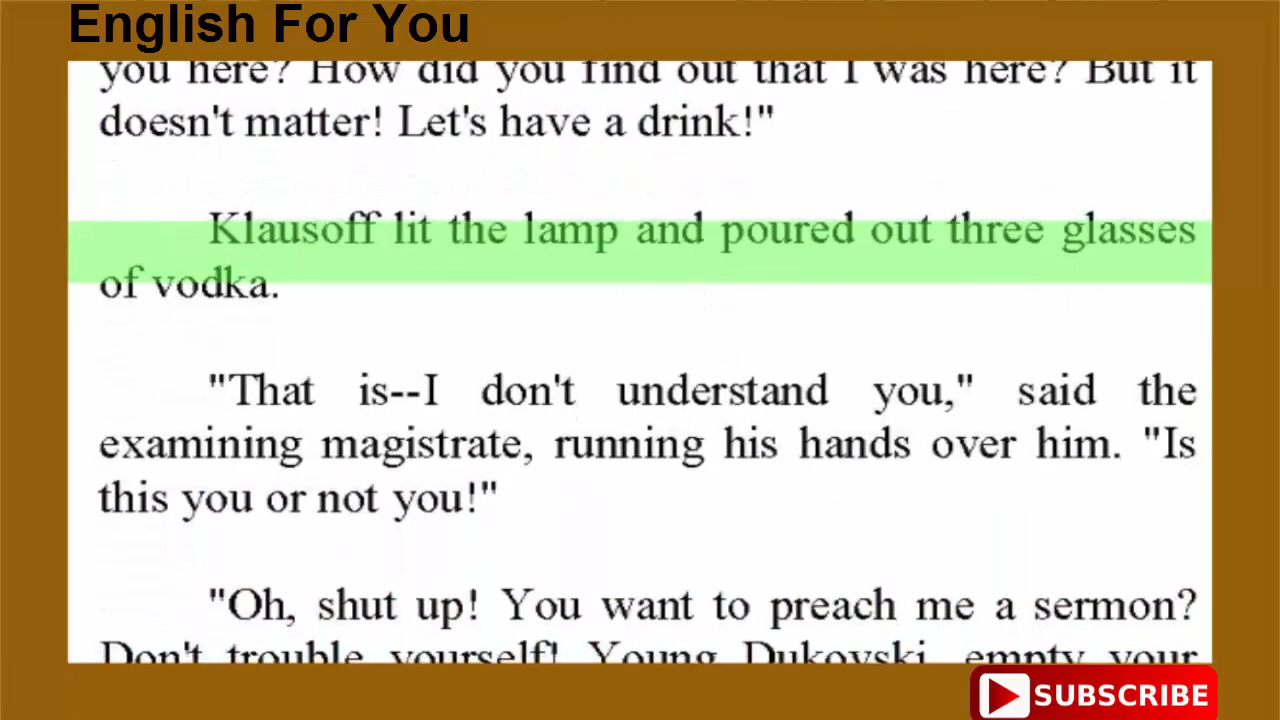 English For You
you here? How did you find out that I was here? But it
doesn't matter! Let's have a drink!"
Klausoff lit the lamp and poured out three glasses
of vodka.
"That is--I don't understand you," said the
examining magistrate, running his hands over him. "Is
this you or not you!"
"Oh, shut up! You want to preach me a sermon?
Don't trouble yourself! Young Dukovski, empty your
SUBSCRIBE